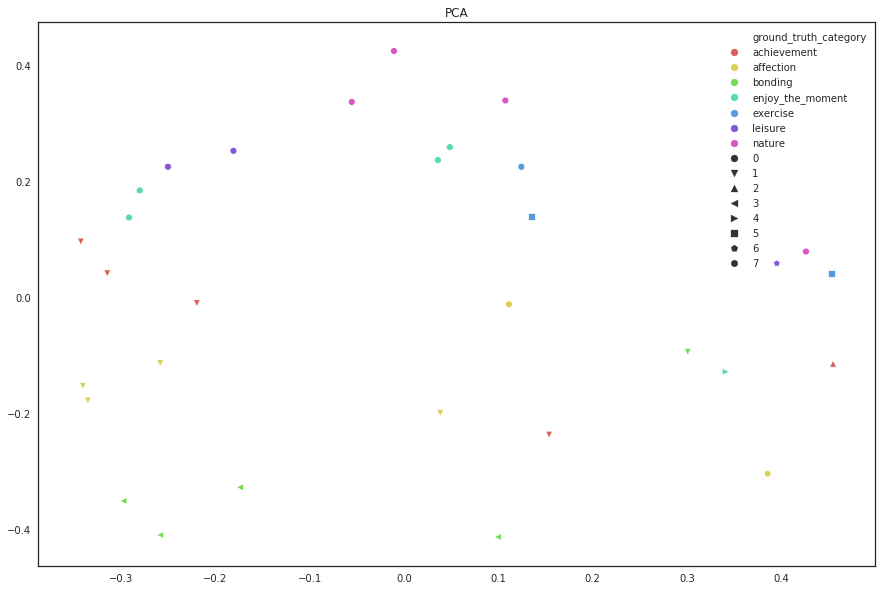 PCA
0.4
0.2
0.0
−0.2
−0.4
−0.3
−0.2
−0.1
0.0
0.1
0.2
0.3
0.4
ground_truth_category
achievement
affection
bonding
enjoy_the_moment
exercise
leisure
nature
0
1
2
3
4
5
6
7